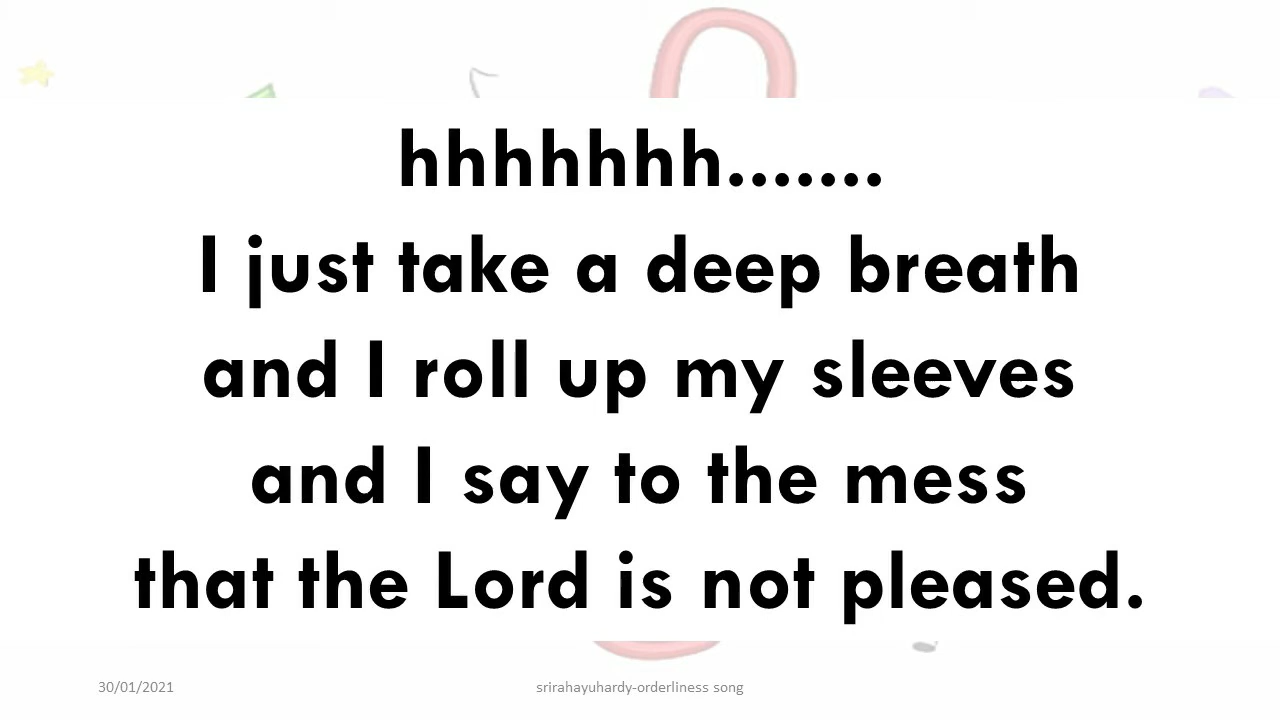 hhhhhhh.......
I just take a deep breath
and I roll up my sleeves
and I say to the mess
that the Lord is not pleased.
30/01/2021
srirahayuhardy-orderliness song